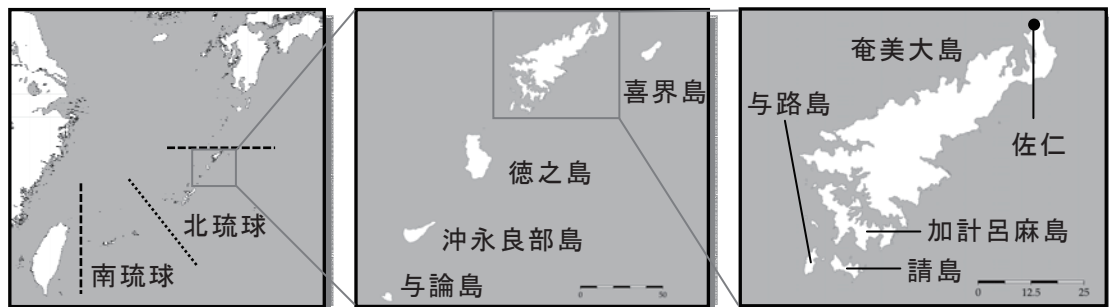 北琉球
南琉球
喜界島
徳之島
沖永良部島
与論島
0 50
奄美大島
与路島
佐仁
加計呂麻島
請島
0 12.5 25